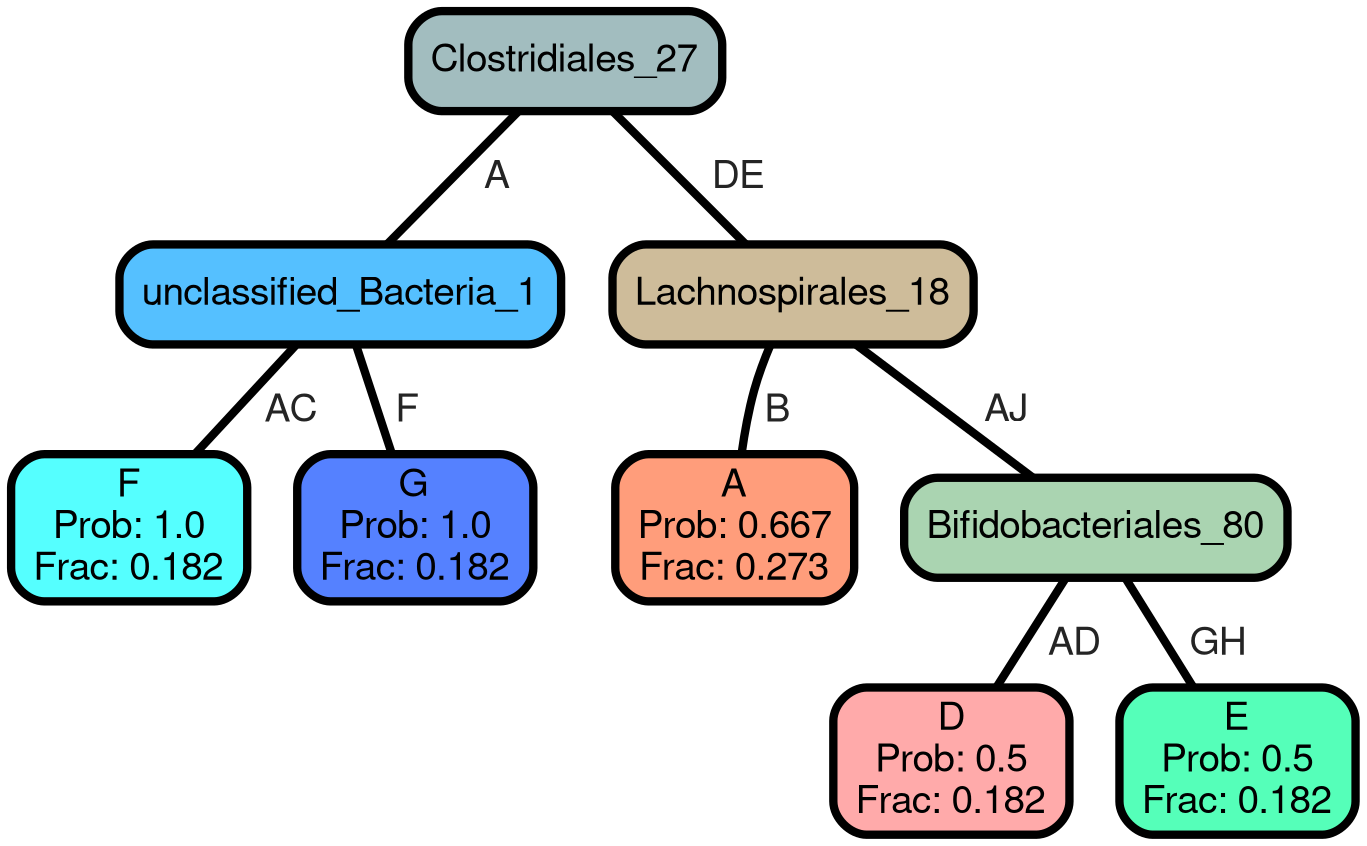 Clostridiales_27
A
DE
unclassified_Bacteria_1
Lachnospirales_18
AC
F
B
AJ
F
Prob: 1.0
Frac: 0.182
G
Prob: 1.0
Frac: 0.182
A
Prob: 0.667
Frac: 0.273
Bifidobacteriales_80
AD
GH
D
Prob: 0.5
Frac: 0.182
E
Prob: 0.5
Frac: 0.182